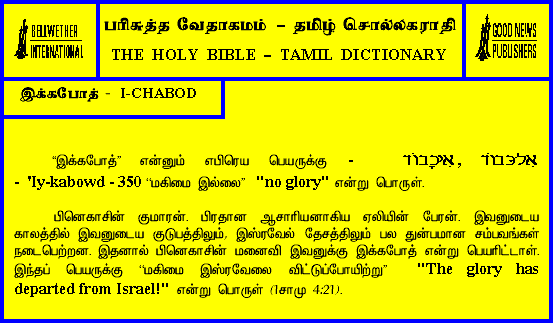 BELLWETHER
INTERNATIONAL
பரிசுத்த வேதாகமம் – தமிழ் சொல்லகராதி
THE HOLY BIBLE – TAMIL DICTIONARY
GOOD NEWS
PUBLISHERS
இக்கபோத் - I-CHABOD
“இக்கபோத்” என்னும் எபிரெய பெயருக்கு - אִיכָבוֹד ,
- 'Iy-kabowd - 350 “மகிமை இல்லை” "no glory" என்று பொருள்.
பினெகாசின் குமாரன். பிரதான ஆசாரியனாகிய ஏலியின் பேரன். இவனுடைய
காலத்தில் இவனுடைய குடுபத்திலும், இஸ்ரவேல் தேசத்திலும் பல துன்பமான சம்பவங்கள்
நடைபெற்றன. இதனால் பினெகாசின் மனைவி இவனுக்கு இக்கபோத் என்று பெயரிட்டாள்.
இந்தப் பெயருக்கு “மகிமை இஸ்ரவேலை விட்டுப்போயிற்று” "The glory has
departed from Israel!" என்று பொருள் (1சாமு 4:21).